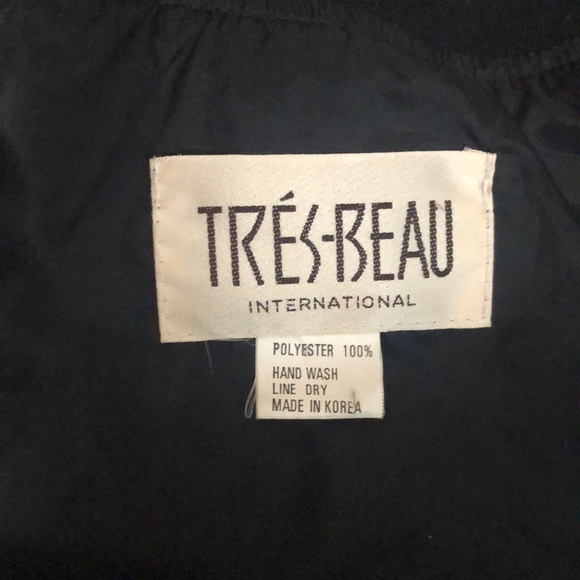 TRÉS-BEAU
INTERNATIONAL
POLYESTER 100%
HAND WASH
LINE DRY
MADE IN KOREA